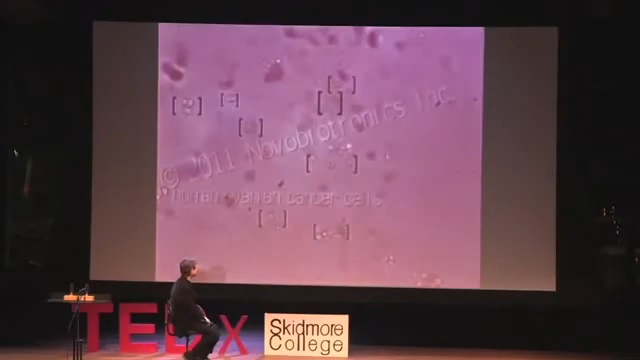 © 2011 Novobiotronics Inc.
human ovarian cancer cells
TEDx
Skidmore
College